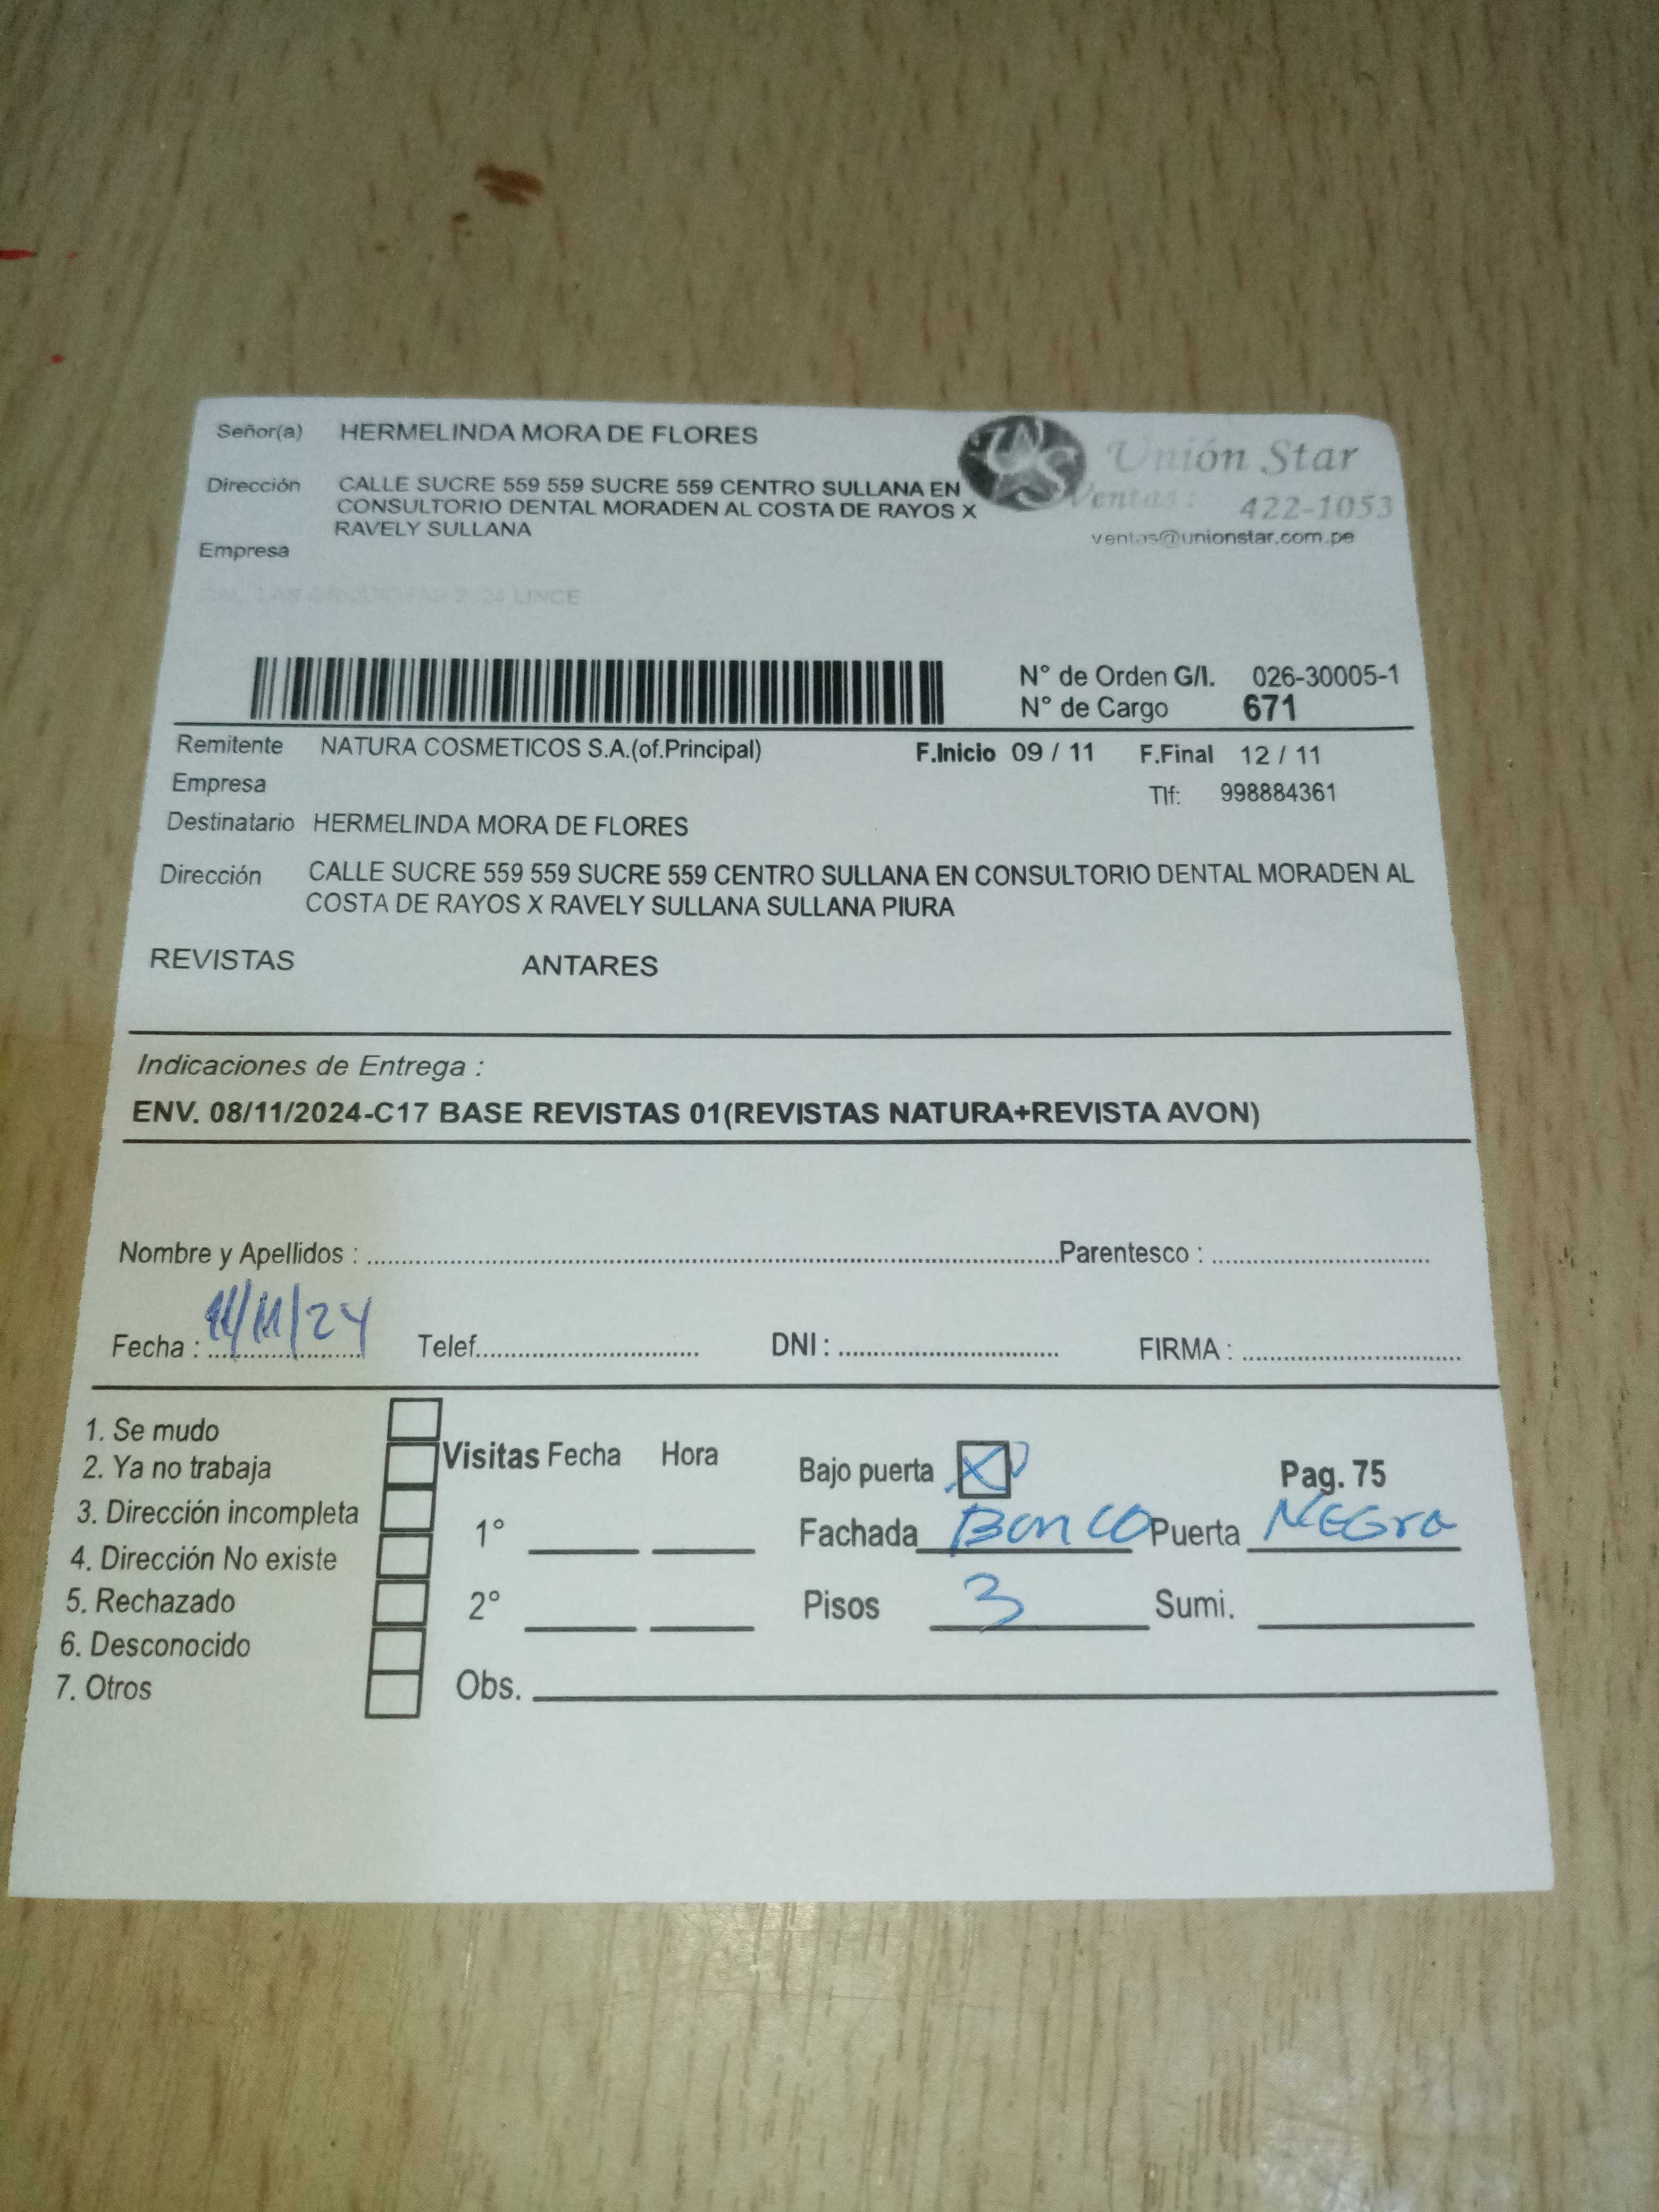 Señor(a) HERMELINDA MORA DE FLORES
Unión Star
Dirección CALLE SUCRE 559 559 SUCRE 559 CENTRO SULLANA EN
CONSULTORIO DENTAL MORADEN AL COSTA DE RAYOS X
RAVELY SULLANA
Ventas: 422-1053
ventas@unionstar.com.pe
Empresa
2024 LINCE
N° de Orden G/I. 026-30005-1
N° de Cargo 671
Remitente NATURA COSMETICOS S.A.(of.Principal) F.Inicio 09 / 11 F.Final 12 / 11
Empresa Tlf: 998884361
Destinatario HERMELINDA MORA DE FLORES
Dirección CALLE SUCRE 559 559 SUCRE 559 CENTRO SULLANA EN CONSULTORIO DENTAL MORADEN AL
COSTA DE RAYOS X RAVELY SULLANA SULLANA PIURA
REVISTAS ANTARES
Indicaciones de Entrega :
ENV. 08/11/2024-C17 BASE REVISTAS 01(REVISTAS NATURA+REVISTA AVON)
Nombre y Apellidos : Parentesco :
Fecha : 11/11/24 Telef. DNI : FIRMA :
1. Se mudo
2. Ya no trabaja
3. Dirección incompleta
4. Dirección No existe
5. Rechazado
6. Desconocido
7. Otros
Visitas Fecha Hora
1°
2°
Obs.
Bajo puerta X Pag. 75
Fachada Bonco Puerta NEGra
Pisos 3 Sumi.